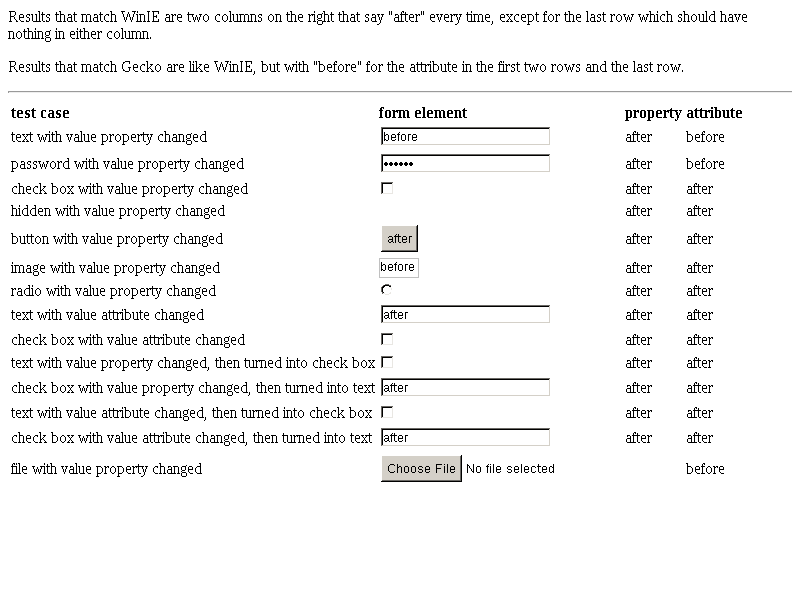 Results that match WinIE are two columns on the right that say "after" every time, except for the last row which should have
nothing in either column.
Results that match Gecko are like WinIE, but with "before" for the attribute in the first two rows and the last row.
test case form element property attribute
text with value property changed before after before
password with value property changed •••••• after before
check box with value property changed after after
hidden with value property changed after after
button with value property changed after after after
image with value property changed before after after
radio with value property changed after after
text with value attribute changed after after after
check box with value attribute changed after after
text with value property changed, then turned into check box after after
check box with value property changed, then turned into text after after after
text with value attribute changed, then turned into check box after after
check box with value attribute changed, then turned into text after after after
file with value property changed Choose File No file selected before